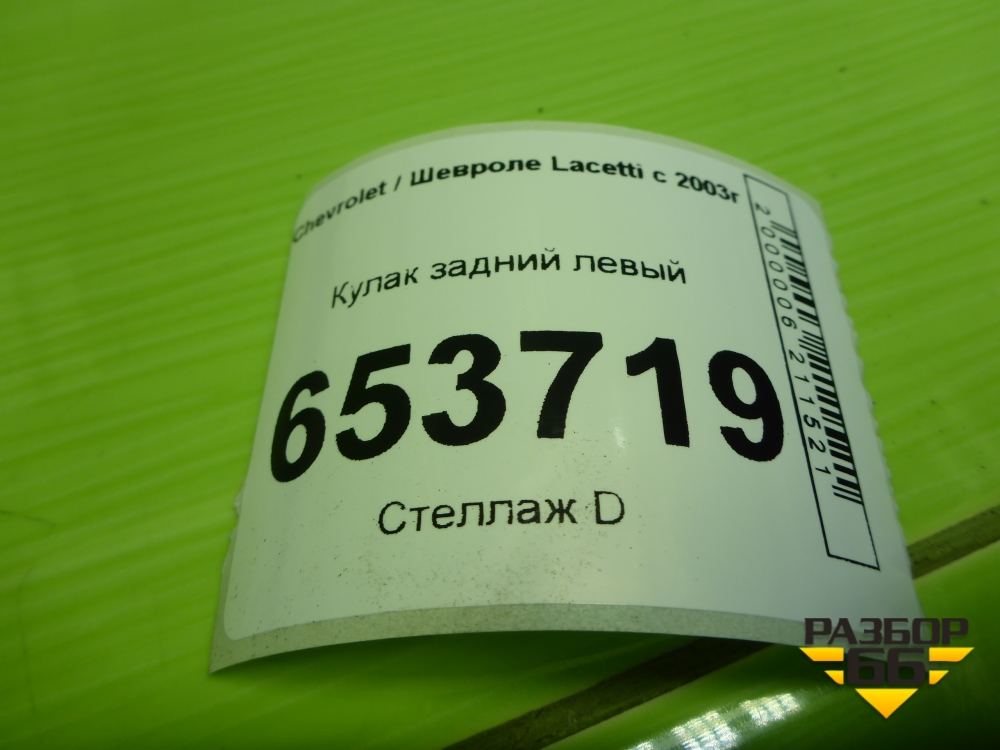 Chevrolet / Шевроле Lacetti с 2003г
Кулак задний левый
653719
Стеллаж D
2000006211521
РАЗБОР
66